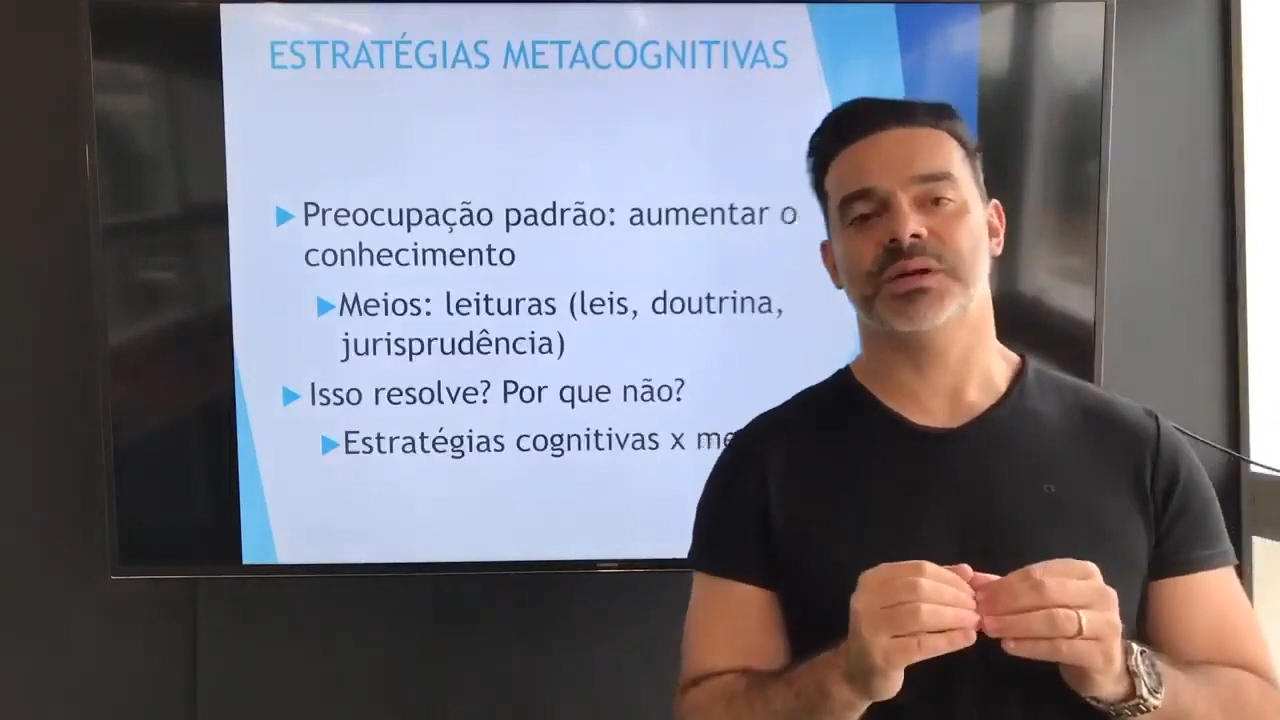 ESTRATÉGIAS METACOGNITIVAS
Preocupação padrão: aumentar o
conhecimento
Meios: leituras (leis, doutrina,
jurisprudência)
Isso resolve? Por que não?
Estratégias cognitivas x